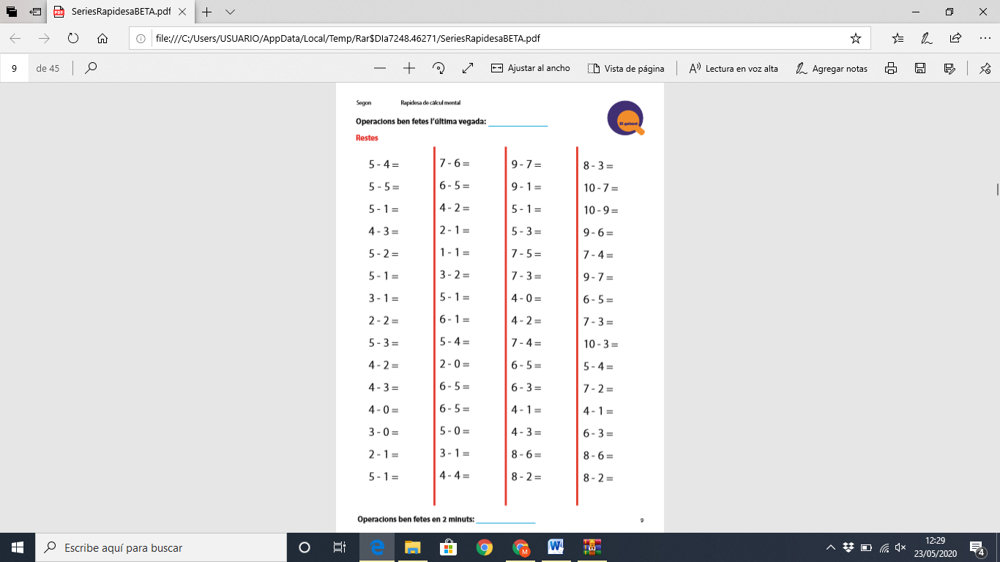 SeriesRapidesaBETA.pdf
file:///C:/Users/USUARIO/AppData/Local/Temp/Rar$DIa7248.46271/SeriesRapidesaBETA.pdf
9 de 45 Ajustar al ancho Vista de página Lectura en voz alta Agregar notas
Segon Rapidesa de càlcul mental
Operacions ben fetes l'última vegada:
El quinzet
Restes
5 - 4 = 7 - 6 = 9 - 7 = 8 - 3 =
5 - 5 = 6 - 5 = 9 - 1 = 10 - 7 =
5 - 1 = 4 - 2 = 5 - 1 = 10 - 9 =
4 - 3 = 2 - 1 = 5 - 3 = 9 - 6 =
5 - 2 = 1 - 1 = 7 - 5 = 7 - 4 =
5 - 1 = 3 - 2 = 7 - 3 = 9 - 7 =
3 - 1 = 5 - 1 = 4 - 0 = 6 - 5 =
2 - 2 = 6 - 1 = 4 - 2 = 7 - 3 =
5 - 3 = 5 - 4 = 7 - 4 = 10 - 3 =
4 - 2 = 2 - 0 = 6 - 5 = 5 - 4 =
4 - 3 = 6 - 5 = 6 - 3 = 7 - 2 =
4 - 0 = 6 - 5 = 4 - 1 = 4 - 1 =
3 - 0 = 5 - 0 = 4 - 3 = 6 - 3 =
2 - 1 = 3 - 1 = 8 - 6 = 8 - 6 =
5 - 1 = 4 - 4 = 8 - 2 = 8 - 2 =
Operacions ben fetes en 2 minuts: 9
Escribe aquí para buscar
12:29
23/05/2020
4